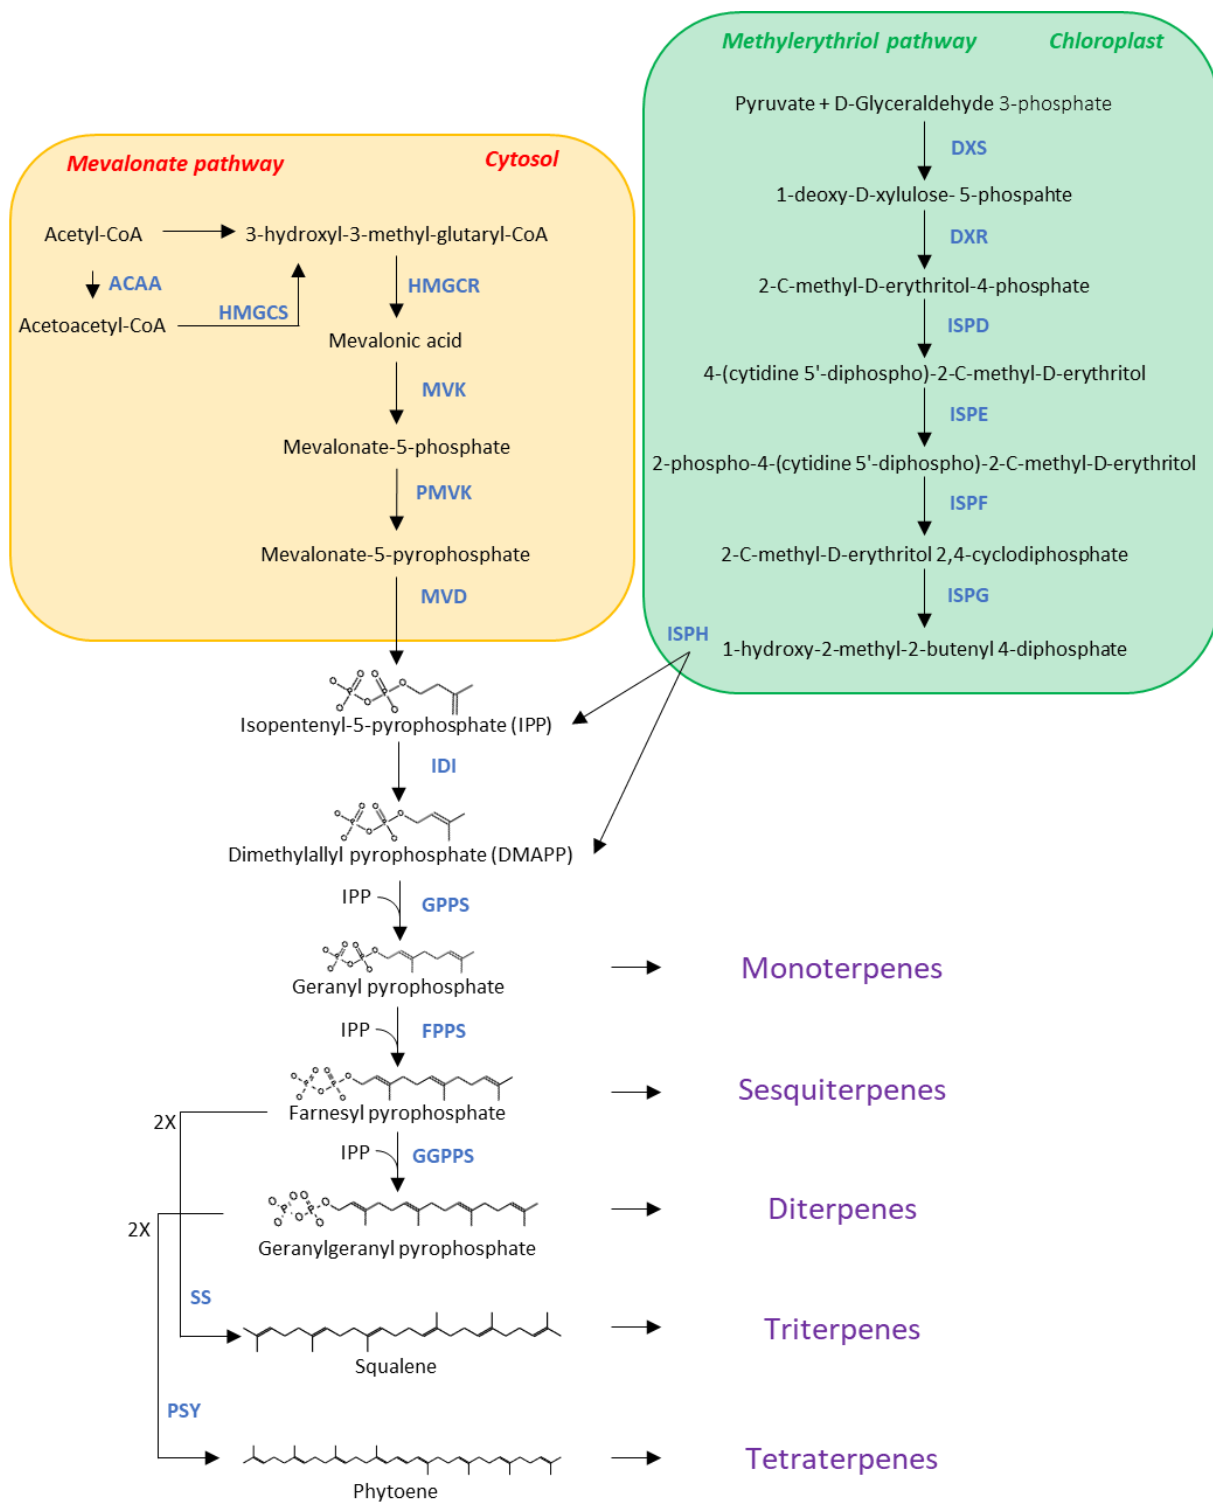 Methylerythriol pathway
Chloroplast
Pyruvate + D-Glyceraldehyde 3-phosphate
DXS
1-deoxy-D-xylulose- 5-phospahte
DXR
2-C-methyl-D-erythritol-4-phosphate
ISPD
4-(cytidine 5'-diphospho)-2-C-methyl-D-erythritol
ISPE
2-phospho-4-(cytidine 5'-diphospho)-2-C-methyl-D-erythritol
ISPF
2-C-methyl-D-erythritol 2,4-cyclodiphosphate
ISPG
ISPH
1-hydroxy-2-methyl-2-butenyl 4-diphosphate
Mevalonate pathway
Cytosol
Acetyl-CoA
3-hydroxyl-3-methyl-glutaryl-CoA
ACAA
HMGCR
HMGCS
Acetoacetyl-CoA
Mevalonic acid
MVK
Mevalonate-5-phosphate
PMVK
Mevalonate-5-pyrophosphate
MVD
Isopentenyl-5-pyrophosphate (IPP)
IDI
Dimethylallyl pyrophosphate (DMAPP)
IPP
GPPS
Geranyl pyrophosphate
Monoterpenes
IPP
FPPS
Farnesyl pyrophosphate
Sesquiterpenes
2X
IPP
GGPPS
Geranylgeranyl pyrophosphate
Diterpenes
2X
SS
Squalene
Triterpenes
PSY
Phytoene
Tetraterpenes